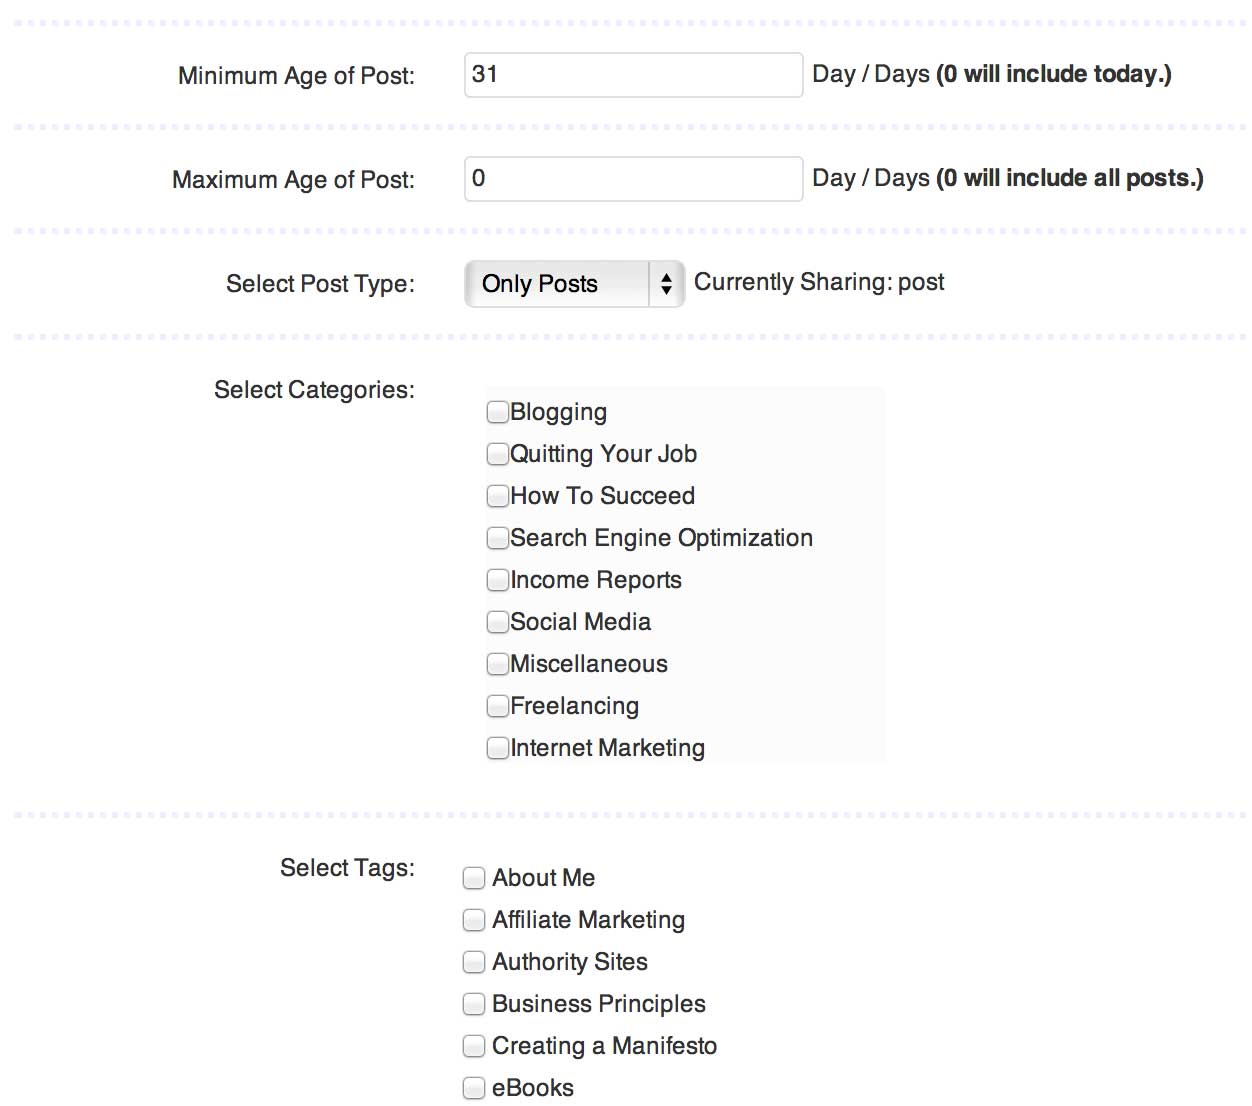 Minimum Age of Post: 31 Day / Days (0 will include today.)
Maximum Age of Post: 0 Day / Days (0 will include all posts.)
Select Post Type: Only Posts Currently Sharing: post
Select Categories:
Blogging
Quitting Your Job
How To Succeed
Search Engine Optimization
Income Reports
Social Media
Miscellaneous
Freelancing
Internet Marketing
Select Tags:
About Me
Affiliate Marketing
Authority Sites
Business Principles
Creating a Manifesto
eBooks